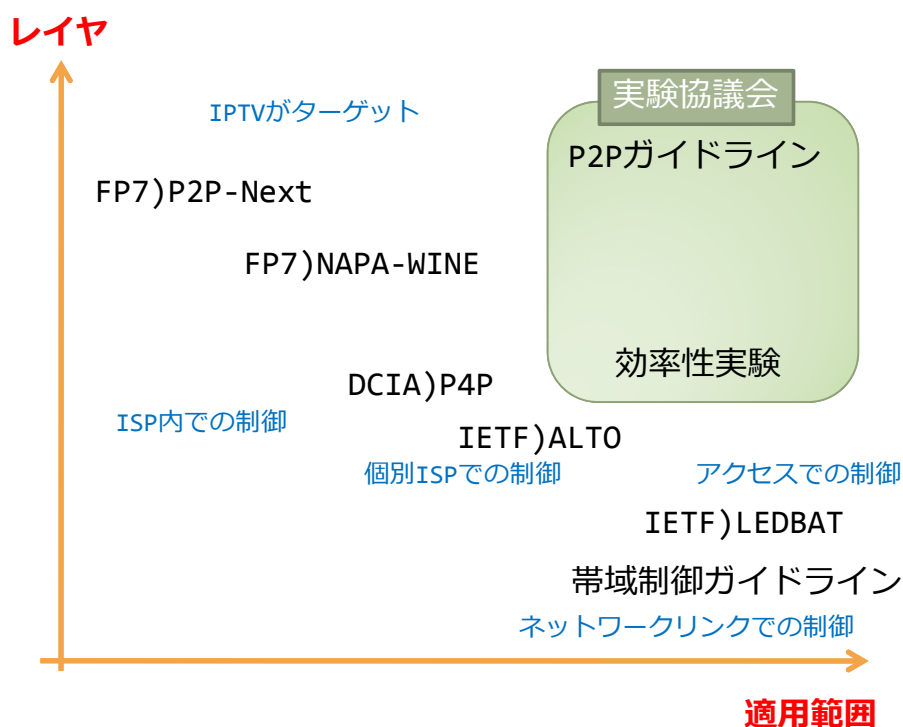 レイヤ
実験協議会
IPTVがターゲット
P2Pガイドライン
FP7)P2P-Next
FP7)NAPA-WINE
効率性実験
DCIA)P4P
ISP内での制御
IETF)ALTO
個別ISPでの制御
アクセスでの制御
IETF)LEDBAT
帯域制御ガイドライン
ネットワークリンクでの制御
適用範囲